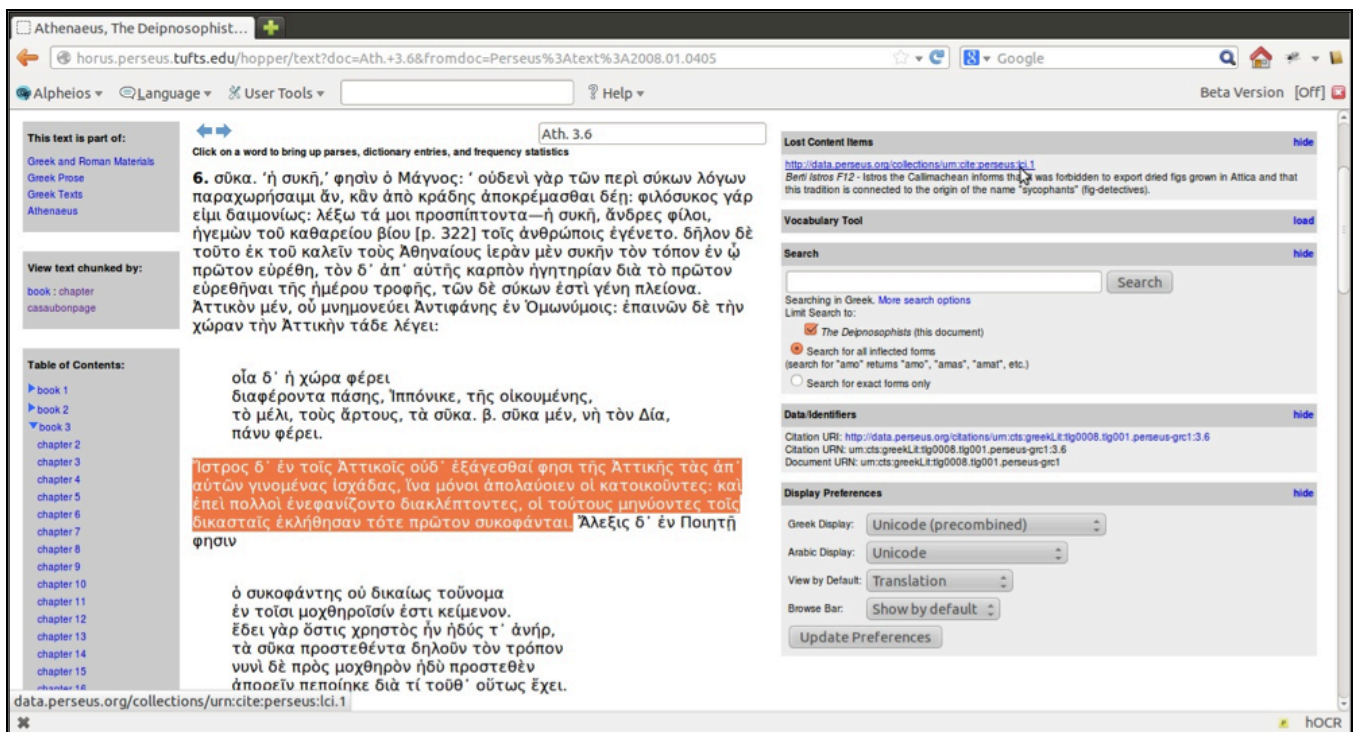 Athenaeus, The Deipnosophist...
horus.perseus.tufts.edu/hopper/text?doc=Ath.+3.6&fromdoc=Perseus%3Atext%3A2008.01.0405
Google
Alpheios
Language
User Tools
Help
Beta Version [Off]
This text is part of:
Greek and Roman Materials
Greek Prose
Greek Texts
Athenaeus
View text chunked by:
book : chapter
casaubonpage
Table of Contents:
book 1
book 2
book 3
chapter 2
chapter 3
chapter 4
chapter 5
chapter 6
chapter 7
chapter 8
chapter 9
chapter 10
chapter 11
chapter 12
chapter 13
chapter 14
chapter 15
chapter 16
Ath. 3.6
Click on a word to bring up parses, dictionary entries, and frequency statistics
6. σῦκα. ‘ἡ συκῆ,’ φησὶν ὁ Μάγνος: ‘ οὐδενὶ γὰρ τῶν περὶ σύκων λόγων
παραχωρήσαιμι ἄν, κἂν ἀπὸ κράδης ἀποκρέμασθαι δέῃ: φιλόσυκος γάρ
εἰμι δαιμονίως: λέξω τά μοι προσπίπτοντα—ἡ συκῆ, ἄνδρες φίλοι,
ἡγεμὼν τοῦ καθαρείου βίου [p. 322] τοῖς ἀνθρώποις ἐγένετο. δῆλον δὲ
τοῦτο ἐκ τοῦ καλεῖν τοὺς Ἀθηναίους ἱερὰν μὲν συκῆν τὸν τόπον ἐν ᾧ
πρῶτον εὑρέθη, τὸν δ᾽ ἀπ᾽ αὐτῆς καρπὸν ἡγητηρίαν διὰ τὸ πρῶτον
εὑρεθῆναι τῆς ἡμέρου τροφῆς, τῶν δὲ σύκων ἐστὶ γένη πλείονα.
Ἀττικὸν μέν, οὗ μνημονεύει Ἀντιφάνης ἐν Ὁμωνύμοις: ἐπαινῶν δὲ τὴν
χώραν τὴν Ἀττικὴν τάδε λέγει:
οἷα δ᾽ ἡ χώρα φέρει
διαφέροντα πάσης, Ἱππόνικε, τῆς οἰκουμένης,
τὸ μέλι, τοὺς ἄρτους, τὰ σῦκα. β. σῦκα μέν, νὴ τὸν Δία,
πάνυ φέρει.
Ἴστρος δ᾽ ἐν τοῖς Ἀττικοῖς οὐδ᾽ ἐξάγεσθαί φησι τῆς Ἀττικῆς τὰς ἀπ᾽
αὐτῶν γινομένας ἰσχάδας, ἵνα μόνοι ἀπολαύοιεν οἱ κατοικοῦντες: καὶ
ἐπεὶ πολλοὶ ἐνεφανίζοντο διακλέπτοντες, οἱ τούτους μηνύοντες τοῖς
δικασταῖς ἐκλήθησαν τότε πρῶτον συκοφάνται. Ἄλεξις δ᾽ ἐν Ποιητῇ
φησιν
ὁ συκοφάντης οὐ δικαίως τοὔνομα
ἐν τοῖσι μοχθηροῖσίν ἐστι κείμενον.
ἔδει γὰρ ὅστις χρηστὸς ἦν ἡδύς τ᾽ ἀνήρ,
τὰ σῦκα προστεθέντα δηλοῦν τὸν τρόπον
νυνὶ δὲ πρὸς μοχθηρὸν ἡδὺ προστεθὲν
ἀπορεῖν πεποίηκε διὰ τί τοῦθ᾽ οὕτως ἔχει.
Lost Content Items hide
http://data.perseus.org/collections/urn:cite:perseus:lci.1
Berti Istros F12 - Istros the Callimachean informs that was forbidden to export dried figs grown in Attica and that
this tradition is connected to the origin of the name "sycophants" (fig-detectives).
Vocabulary Tool load
Search hide
Search
Searching in Greek. More search options
Limit Search to:
The Deipnosophists (this document)
Search for all inflected forms
(search for "amo" returns "amo", "amas", "amat", etc.)
Search for exact forms only
Data/Identifiers hide
Citation URI: http://data.perseus.org/citations/urn:cts:greekLit:tlg0008.tlg001.perseus-grc1:3.6
Citation URN: urn:cts:greekLit:tlg0008.tlg001.perseus-grc1:3.6
Document URN: urn:cts:greekLit:tlg0008.tlg001.perseus-grc1
Display Preferences hide
Greek Display: Unicode (precombined)
Arabic Display: Unicode
View by Default: Translation
Browse Bar: Show by default
Update Preferences
data.perseus.org/collections/urn:cite:perseus:lci.1
hOCR